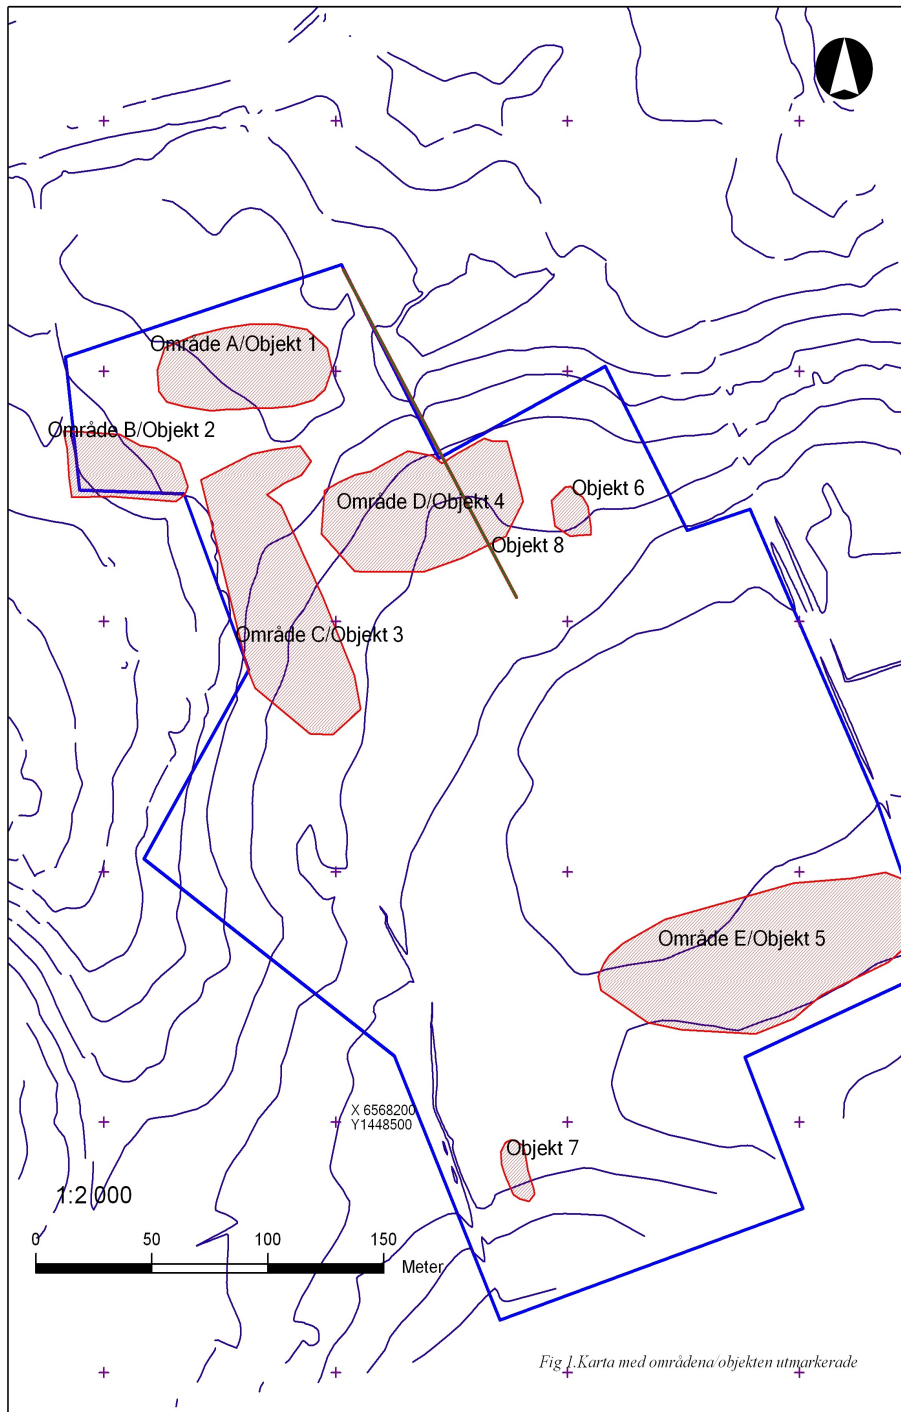 Område A/Objekt 1
Område B/Objekt 2
Objekt 6
Område D/Objekt 4
Objekt 8
Område C/Objekt 3
Område E/Objekt 5
X 6568200
Y1448500
Objekt 7
1:2 000
0 50 100 150
Meter
Fig 1.Karta med områdena/objekten utmarkerade